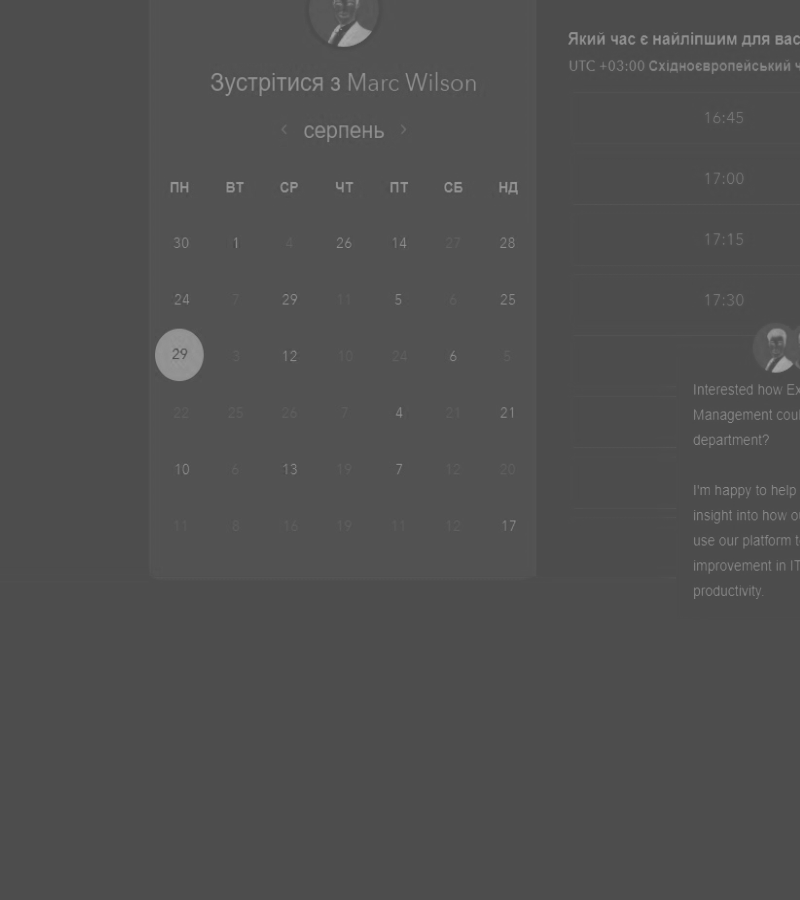 Зустрітися з Marc Wilson
‹ серпень ›
ПН ВТ СР ЧТ ПТ СБ НД
30 1 4 26 14 27 28
24 7 29 11 5 6 25
29 3 12 10 24 6 5
22 25 26 7 4 21 21
10 6 13 19 7 12 20
11 8 16 19 11 12 17
Який час є найліпшим для вас
UTC +03:00 Східноєвропейський ч
16:45
17:00
17:15
17:30
Interested how Ex
Management coul
department?
I'm happy to help
insight into how ou
use our platform t
improvement in IT
productivity.